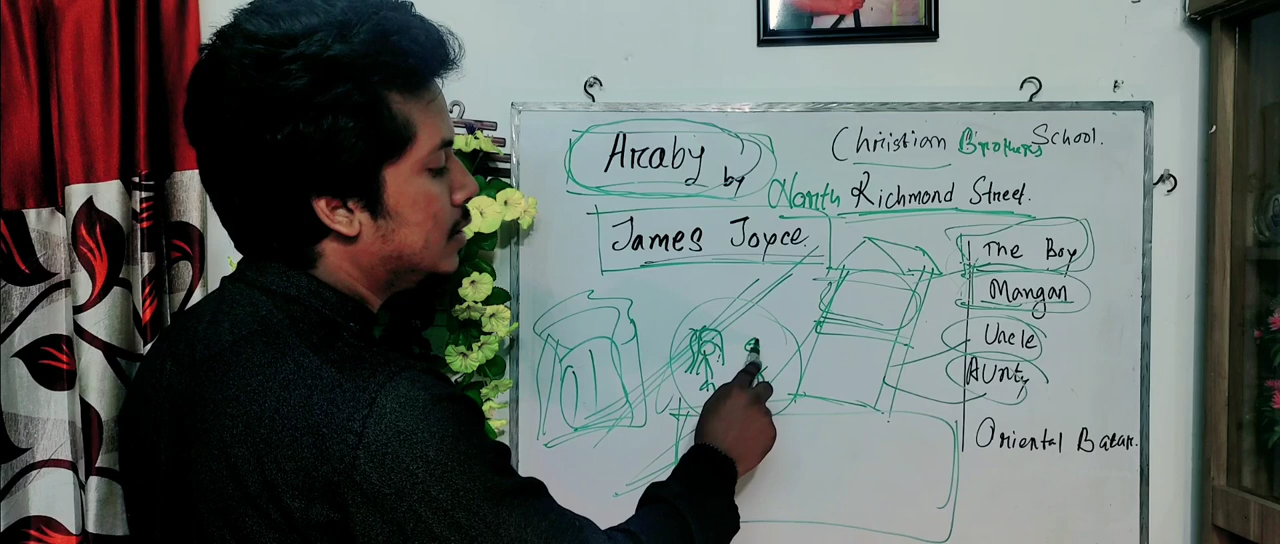 Araby
by
James Joyce.
Christian Brothers School.
North Richmond Street.
The Boy
Mangan
Uncle
Aunty
Oriental Bazar.